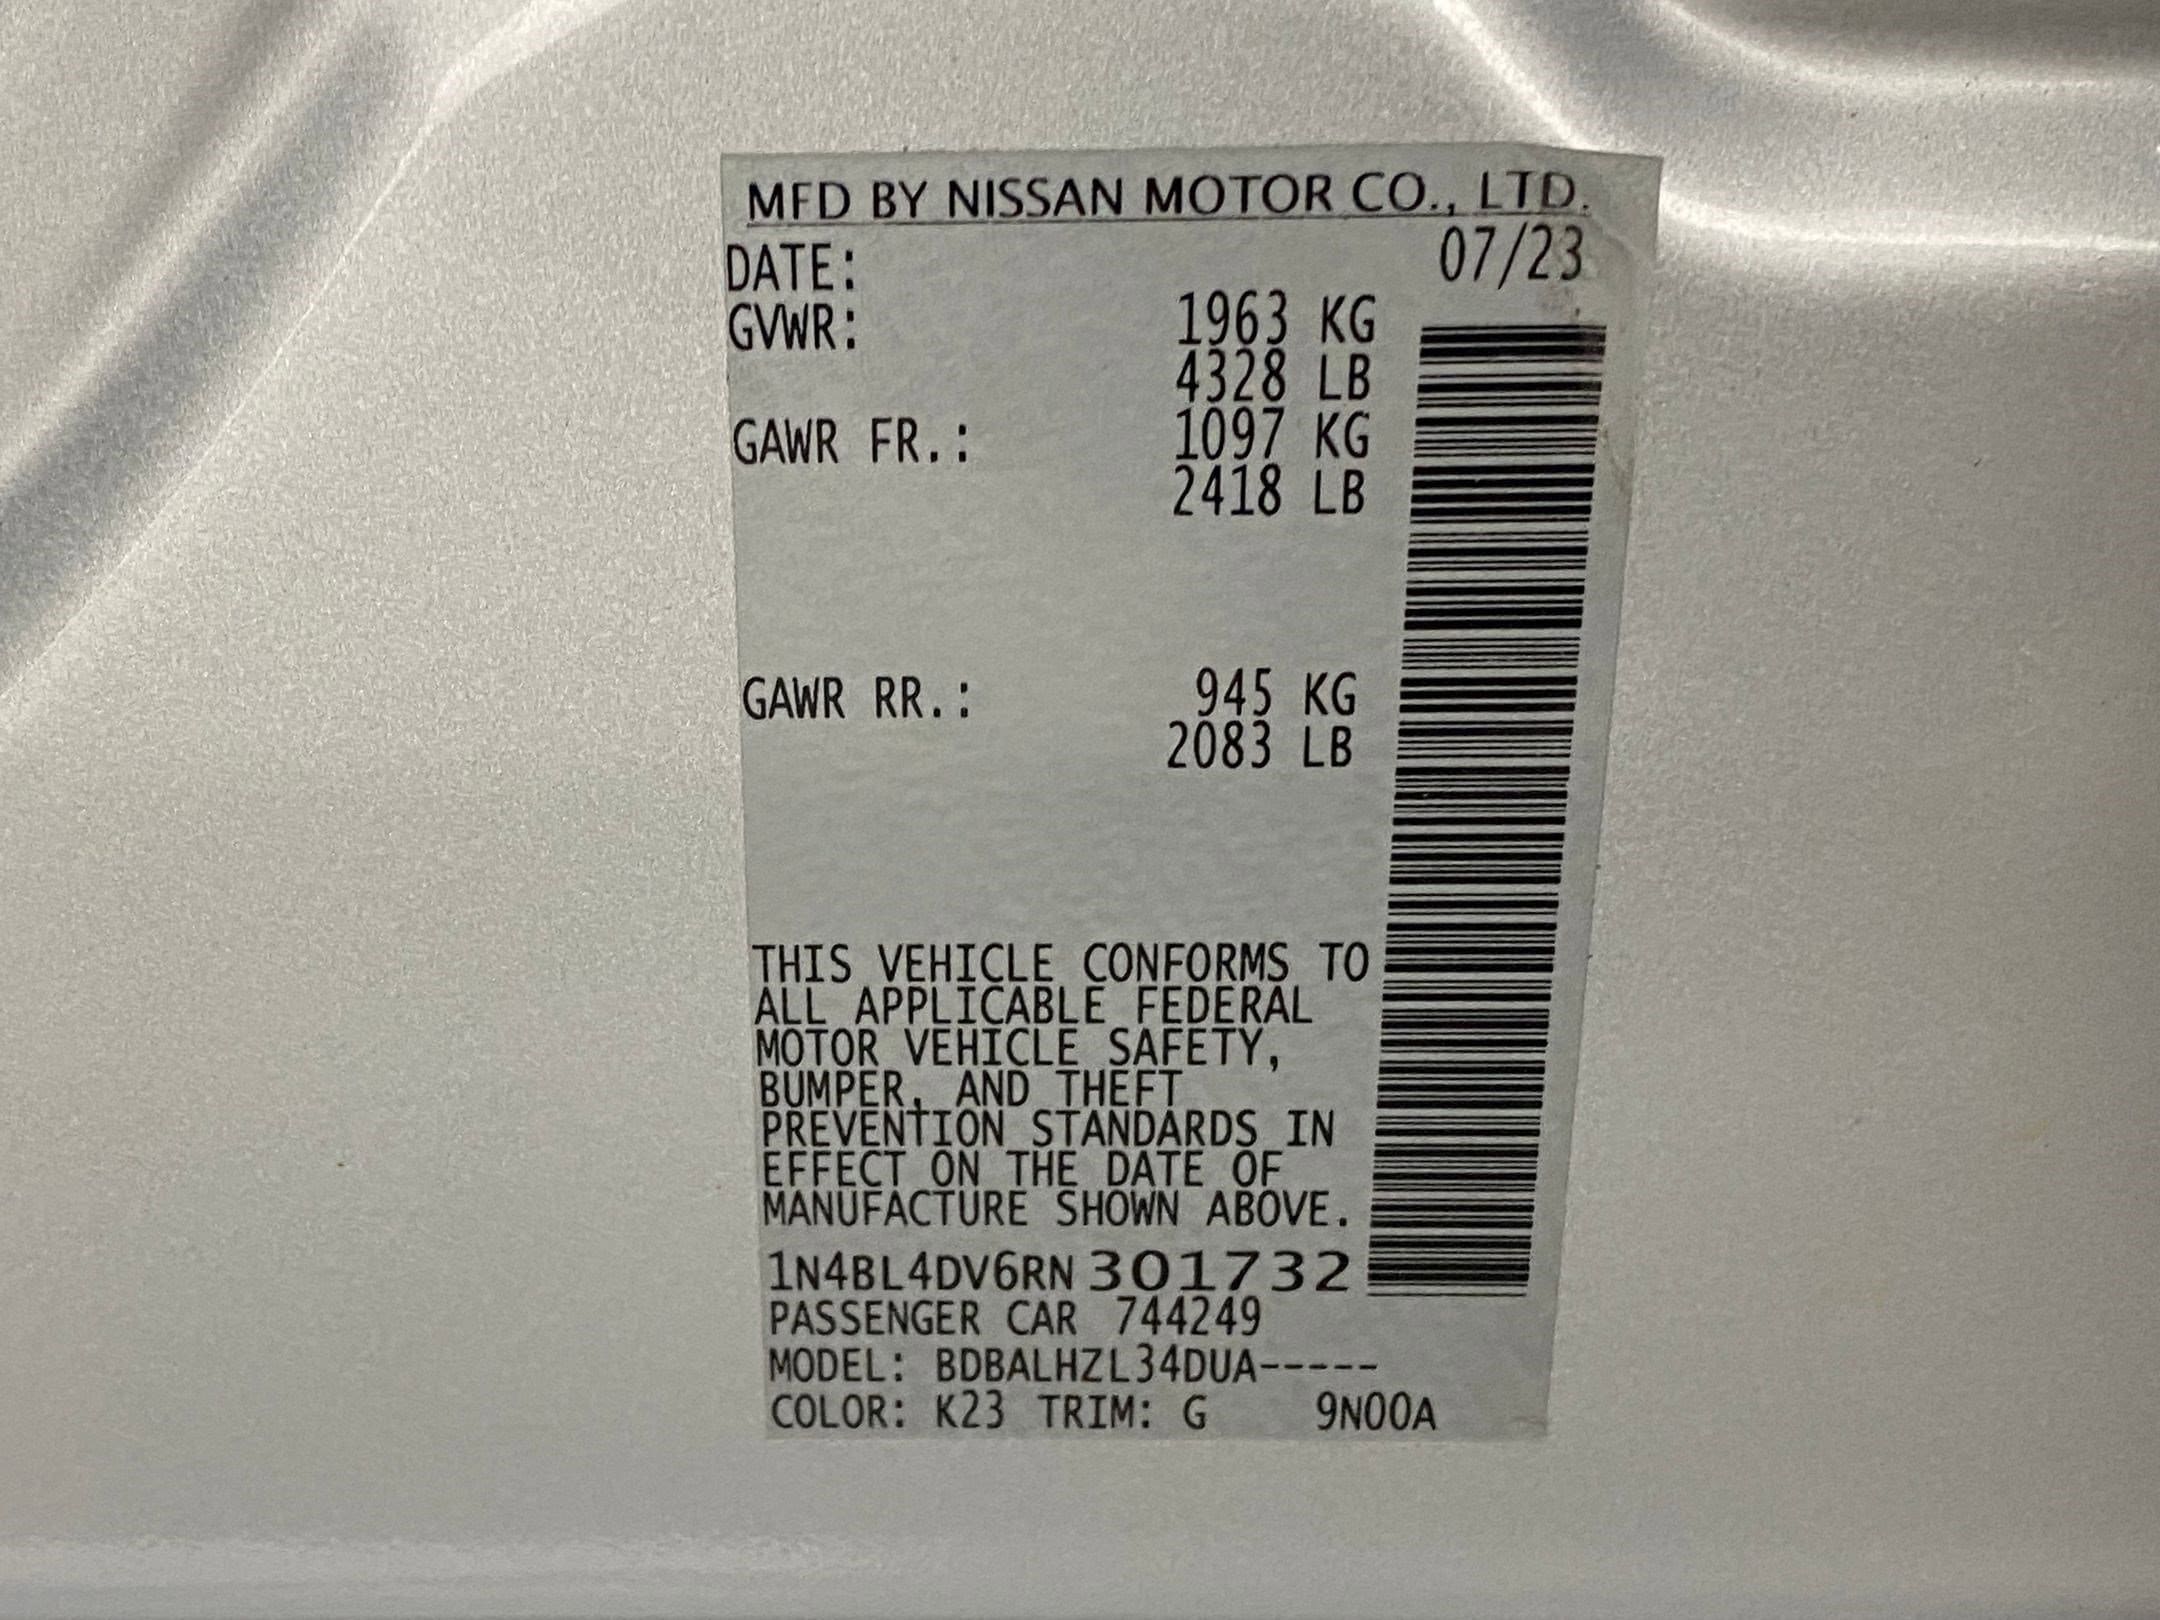 MFD BY NISSAN MOTOR CO., LTD.
DATE: 07/23
GVWR: 1963 KG
4328 LB
GAWR FR.: 1097 KG
2418 LB
GAWR RR.: 945 KG
2083 LB
THIS VEHICLE CONFORMS TO
ALL APPLICABLE FEDERAL
MOTOR VEHICLE SAFETY,
BUMPER, AND THEFT
PREVENTION STANDARDS IN
EFFECT ON THE DATE OF
MANUFACTURE SHOWN ABOVE.
1N4BL4DV6RN301732
PASSENGER CAR 744249
MODEL: BDBALHZL34DUA-----
COLOR: K23 TRIM: G 9N00A